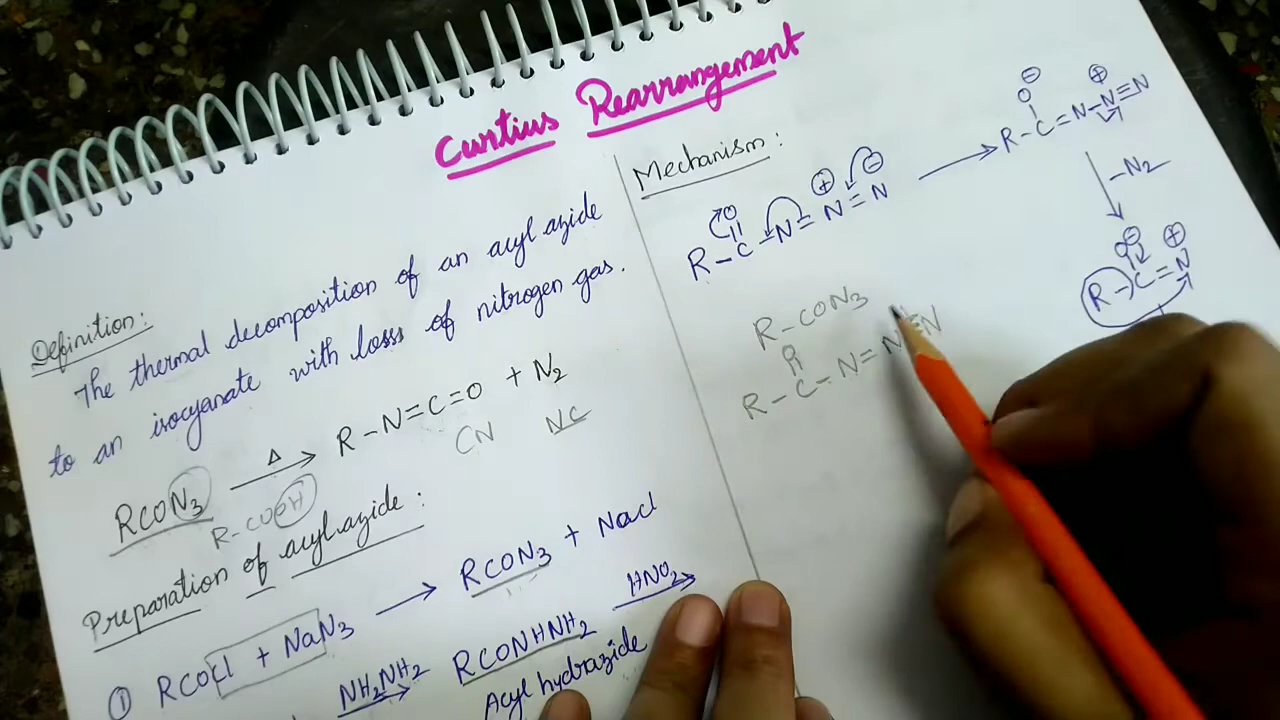 Curtius Rearrangement
Definition:
The thermal decomposition of an acyl azide
to an isocyanate with losss of nitrogen gas.
RCON₃ →Δ R-N=C=O + N₂
R-COOH
CN NC
Preparation of acyl azide:
① RCOCl + NaN₃ → RCON₃ + NaCl
NH₂NH₂ → RCONHNH₂ HNO₂ →
Acyl hydrazide
Mechanism:
R-C-N=N=N
O ⊕ ⊖
→
O ⊖ ⊕
R-C=N-N≡N
-N₂
O ⊖ ⊕
R-C=N
R-CON₃
O
R-C-N=N=N